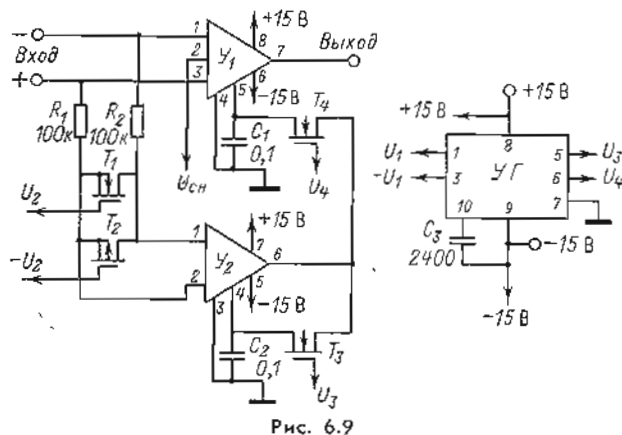 +15 В
−
Вход
+
1
2
3
У₁
8
7
Выход
6
5
4
−15 В
R₁
100к
R₂
100к
T₁
C₁
0,1
T₄
U₄
Uсн
U₂
T₂
−U₂
+15 В
1
2
У₂
7
6
5
4
3
−15 В
C₂
0,1
T₃
U₃
+15 В
+15 В
U₁
−U₁
1
3
8
УГ
5
6
7
U₃
U₄
10
9
C₃
2400
−15 В
−15 В
Рис. 6.9